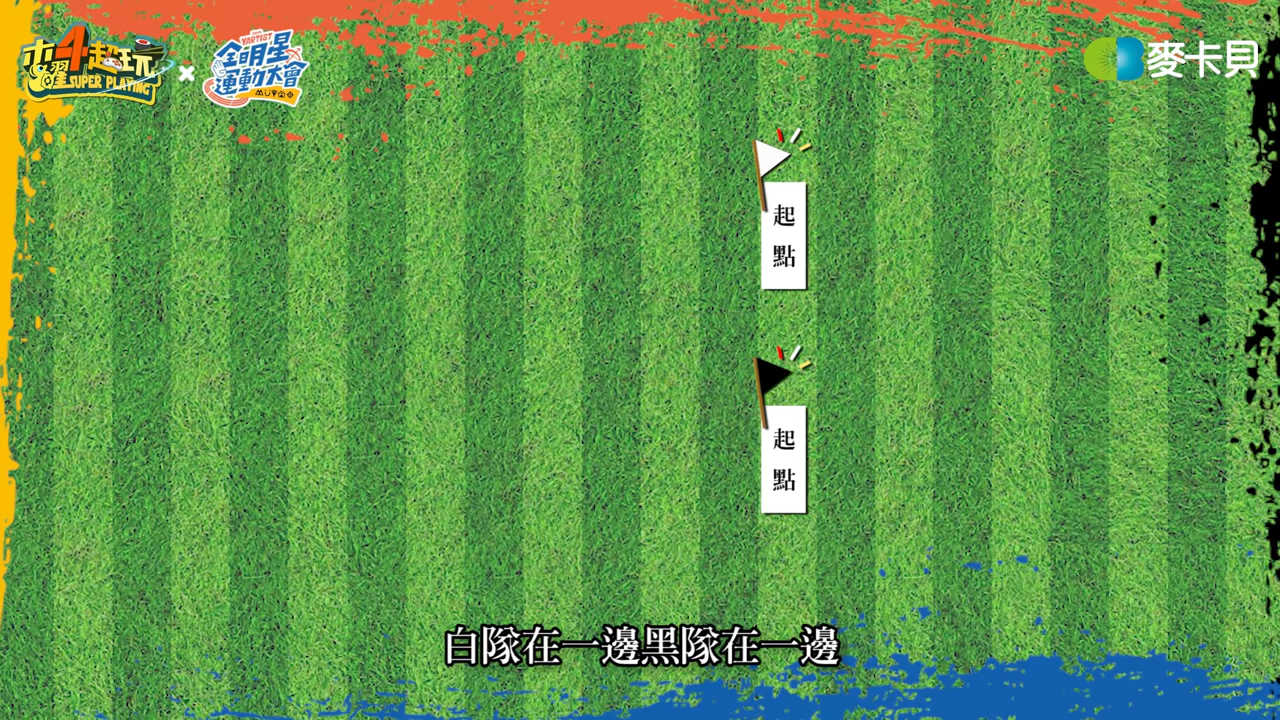 木曜4超玩
SUPER PLAYING
×
YARTIST
全明星
運動大會
麥卡貝
起點
起點
白隊在一邊黑隊在一邊